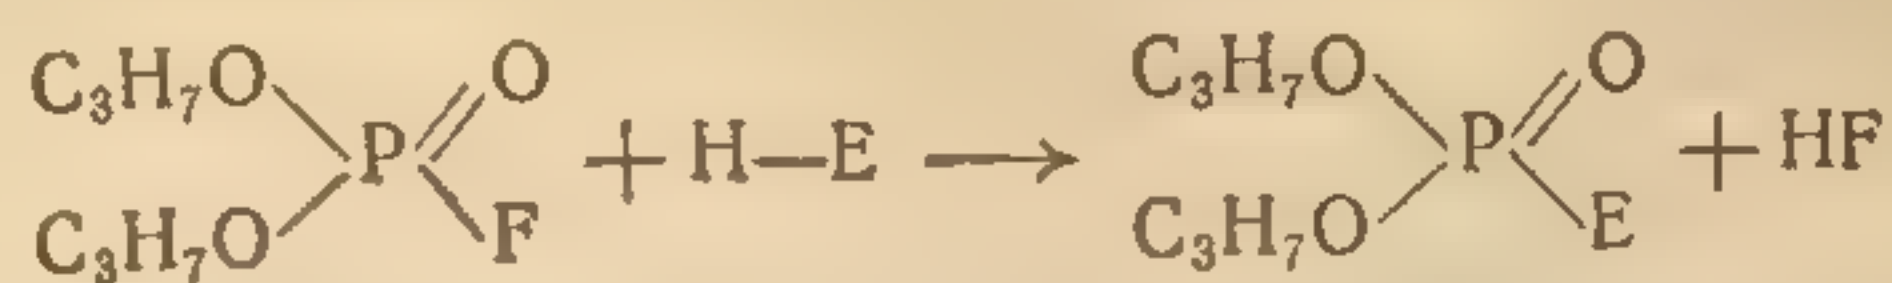 C₃H₇O O C₃H₇O O
P + H—E → P + HF
C₃H₇O F C₃H₇O E